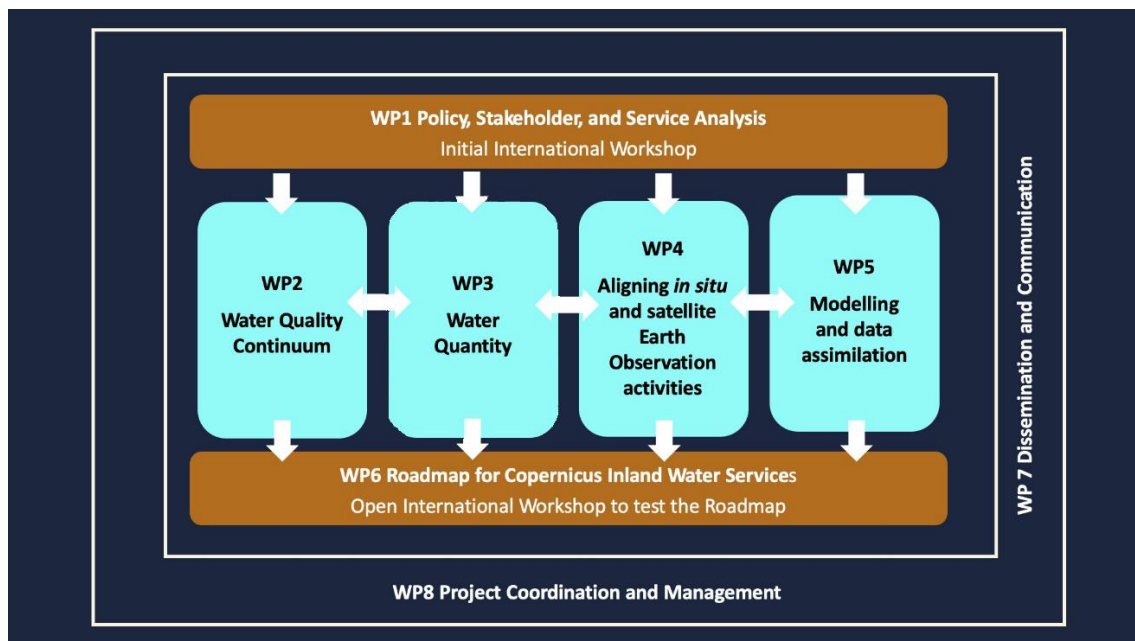 WP1 Policy, Stakeholder, and Service Analysis
Initial International Workshop
WP2
Water Quality
Continuum
WP3
Water
Quantity
WP4
Aligning in situ
and satellite
Earth
Observation
activities
WP5
Modelling
and data
assimilation
WP6 Roadmap for Copernicus Inland Water Services
Open International Workshop to test the Roadmap
WP 7 Dissemination and Communication
WP8 Project Coordination and Management